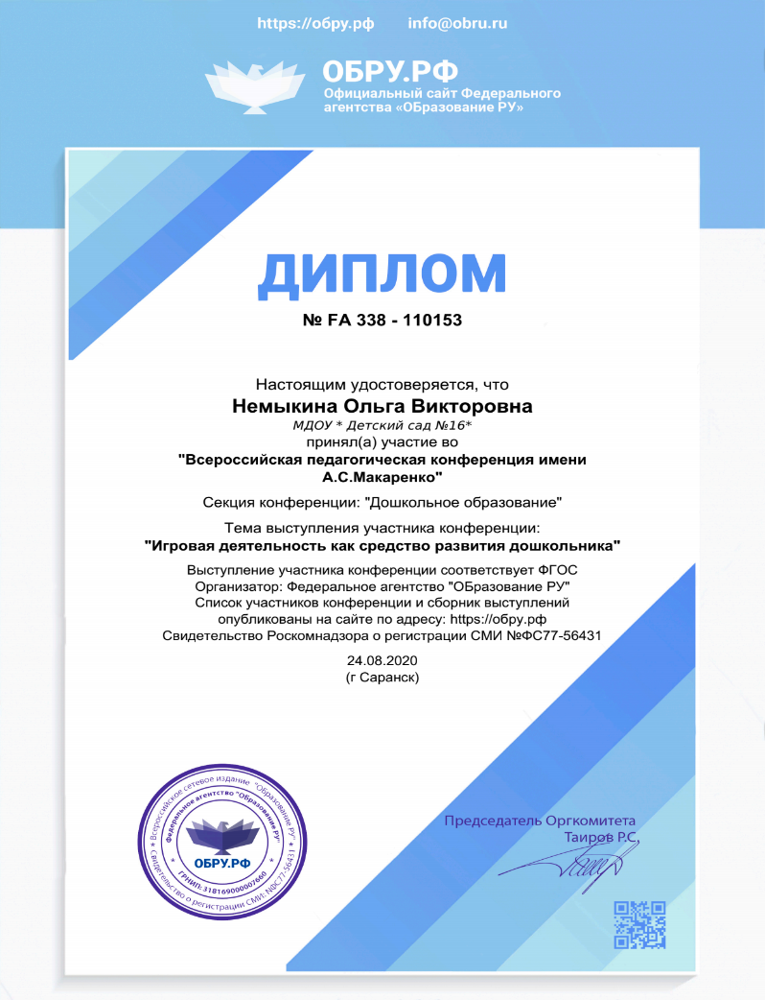 https://обру.рф info@obru.ru
ОБРУ.РФ
Официальный сайт Федерального
агентства «ОБразование РУ»
ДИПЛОМ
№ FA 338 - 110153
Настоящим удостоверяется, что
Немыкина Ольга Викторовна
МДОУ * Детский сад №16*
принял(а) участие во
"Всероссийская педагогическая конференция имени
А.С.Макаренко"
Секция конференции: "Дошкольное образование"
Тема выступления участника конференции:
"Игровая деятельность как средство развития дошкольника"
Выступление участника конференции соответствует ФГОС
Организатор: Федеральное агентство "ОБразование РУ"
Список участников конференции и сборник выступлений
опубликованы на сайте по адресу: https://обру.рф
Свидетельство Роскомнадзора о регистрации СМИ №ФС77-56431
24.08.2020
(г Саранск)
Председатель Оргкомитета
Таиров Р.С.
Всероссийское сетевое издание "Образование РУ"
Свидетельство о регистрации СМИ: №ФС77-56431
Федеральное агентство "Образование РУ"
ОБРУ.РФ
ГРНИП: 318169000007660